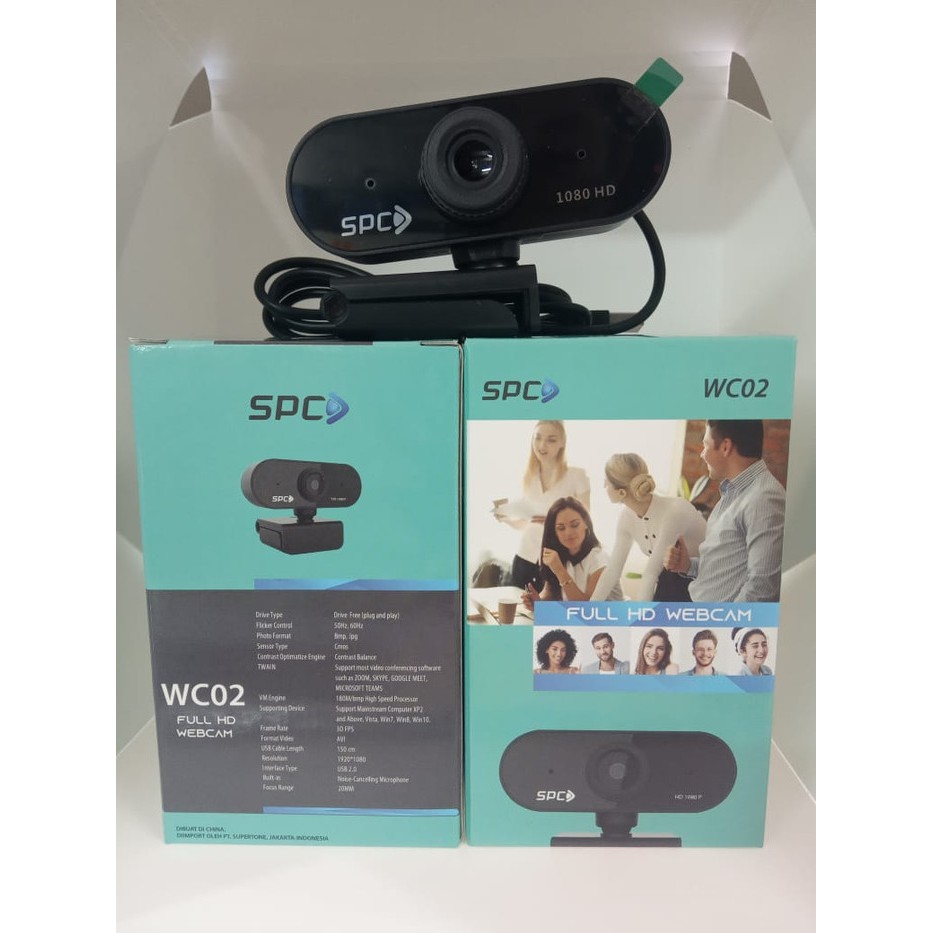 SPC
1080 HD
SPC
SPC
WC02
FULL HD
WEBCAM
Drive Type Drive Free (plug and play)
Flicker Control 50Hz, 60Hz
Photo Format Bmp, Jpg
Sensor Type Cmos
Contrast Optimatize Engine Contrast Balance
TWAIN Support most video conferencing software
such as ZOOM, SKYPE, GOOGLE MEET,
MICROSOFT TEAMS
VM Engine 180M/bmp High Speed Processor
Supporting Device Support Mainstream Computer XP2
and Above, Vista, Win7, Win8, Win10.
Frame Rate 30 FPS
Format Video AVI
USB Cable Length 150 cm
Resolution 1920*1080
Interface Type USB 2.0
Built-in Noise-Cancelling Microphone
Focus Range 20MM
DIBUAT DI CHINA.
DIIMPORT OLEH PT. SUPERTONE, JAKARTA-INDONESIA
SPC
WC02
FULL HD WEBCAM
SPC
HD 1080 P